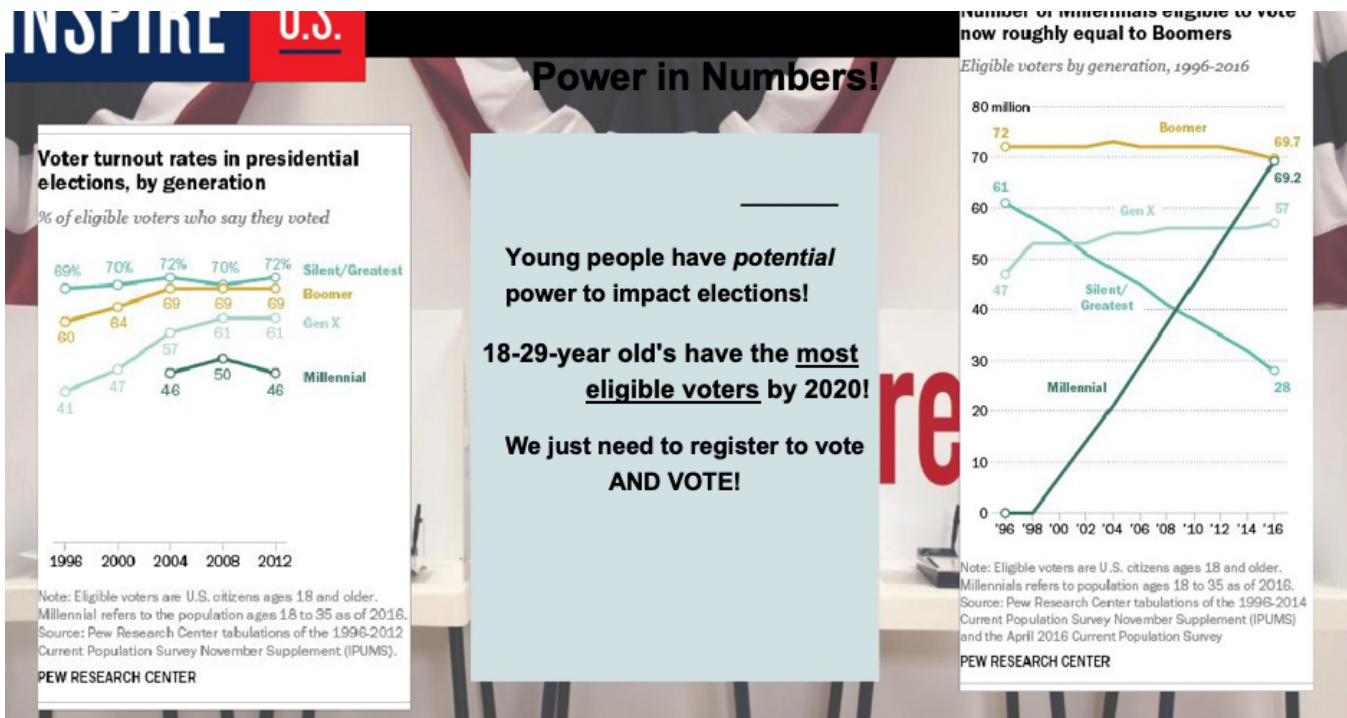 INSPIRE U.S.
Power in Numbers!
Voter turnout rates in presidential
elections, by generation
% of eligible voters who say they voted
69% 70% 72% 70% 72% Silent/Greatest
Boomer
60 64 69 69 69
Gen X
41 47 57 61 61
Millennial
46 50 46
1996 2000 2004 2008 2012
Note: Eligible voters are U.S. citizens ages 18 and older.
Millennial refers to the population ages 18 to 35 as of 2016.
Source: Pew Research Center tabulations of the 1996-2012
Current Population Survey November Supplement (IPUMS).
PEW RESEARCH CENTER
Young people have potential
power to impact elections!
18-29-year old's have the most
eligible voters by 2020!
We just need to register to vote
AND VOTE!
re
Number of Millennials eligible to vote
now roughly equal to Boomers
Eligible voters by generation, 1996-2016
80 million
72 Boomer 69.7
70
69.2
61
60 Gen X 57
50
47 Silent/
Greatest
40
30
Millennial 28
20
10
0
'96 '98 '00 '02 '04 '06 '08 '10 '12 '14 '16
Note: Eligible voters are U.S. citizens ages 18 and older.
Millennials refers to population ages 18 to 35 as of 2016.
Source: Pew Research Center tabulations of the 1996-2014
Current Population Survey November Supplement (IPUMS)
and the April 2016 Current Population Survey
PEW RESEARCH CENTER